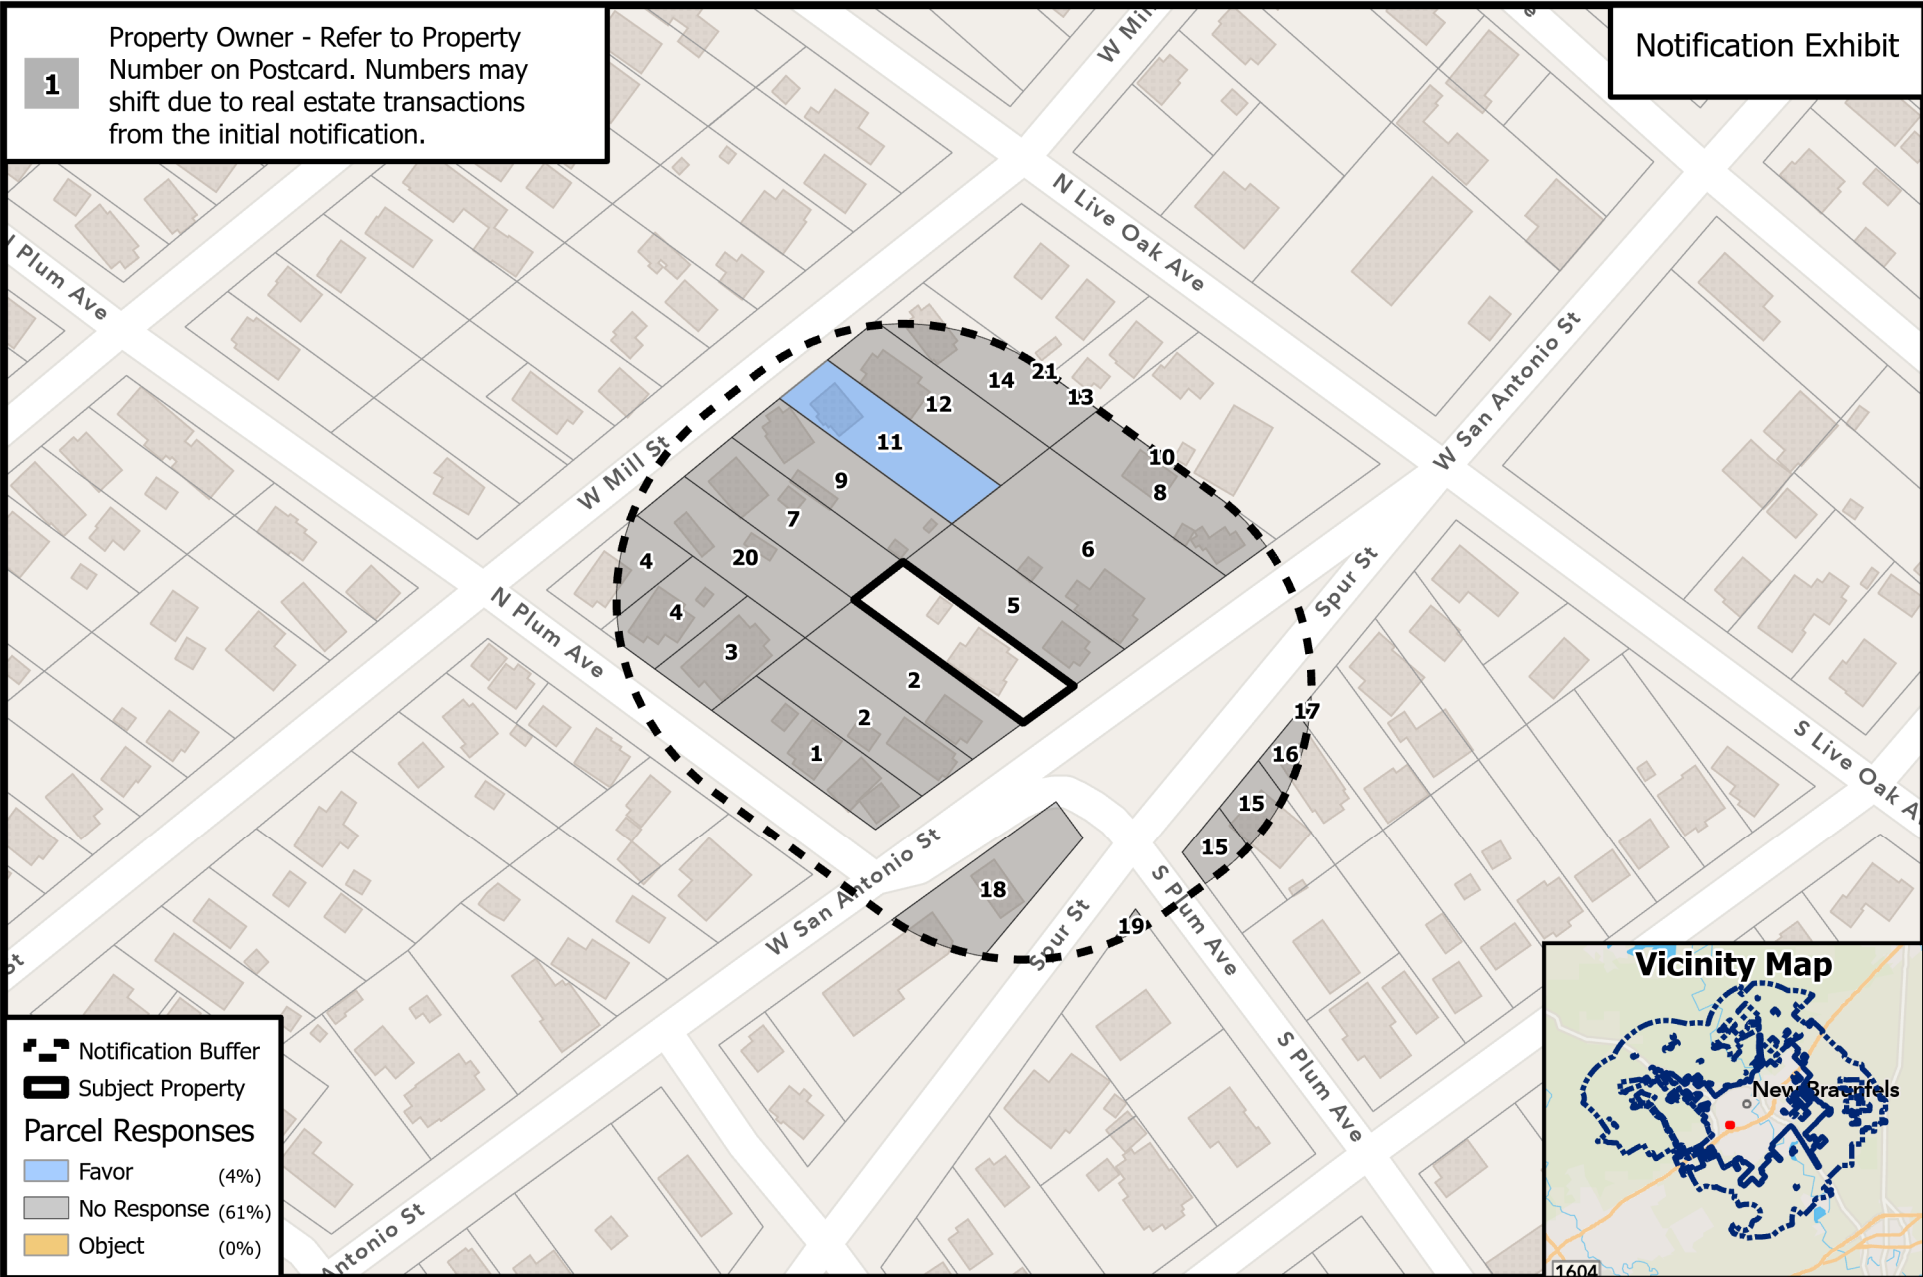 1
Property Owner - Refer to Property
Number on Postcard. Numbers may
shift due to real estate transactions
from the initial notification.
Notification Exhibit
W Mill
N Live Oak Ave
Plum Ave
W San Antonio St
W Mill St
21
14
13
12
11
10
9
8
7
6
20
4
Spur St
5
4
N Plum Ave
3
2
2
17
1
16
S Live Oak A
15
15
W San Antonio St
18
S Plum Ave
19
Spur St
St
S Plum Ave
Antonio St
Notification Buffer
Subject Property
Parcel Responses
Favor (4%)
No Response (61%)
Object (0%)
Vicinity Map
New Braunfels
1604